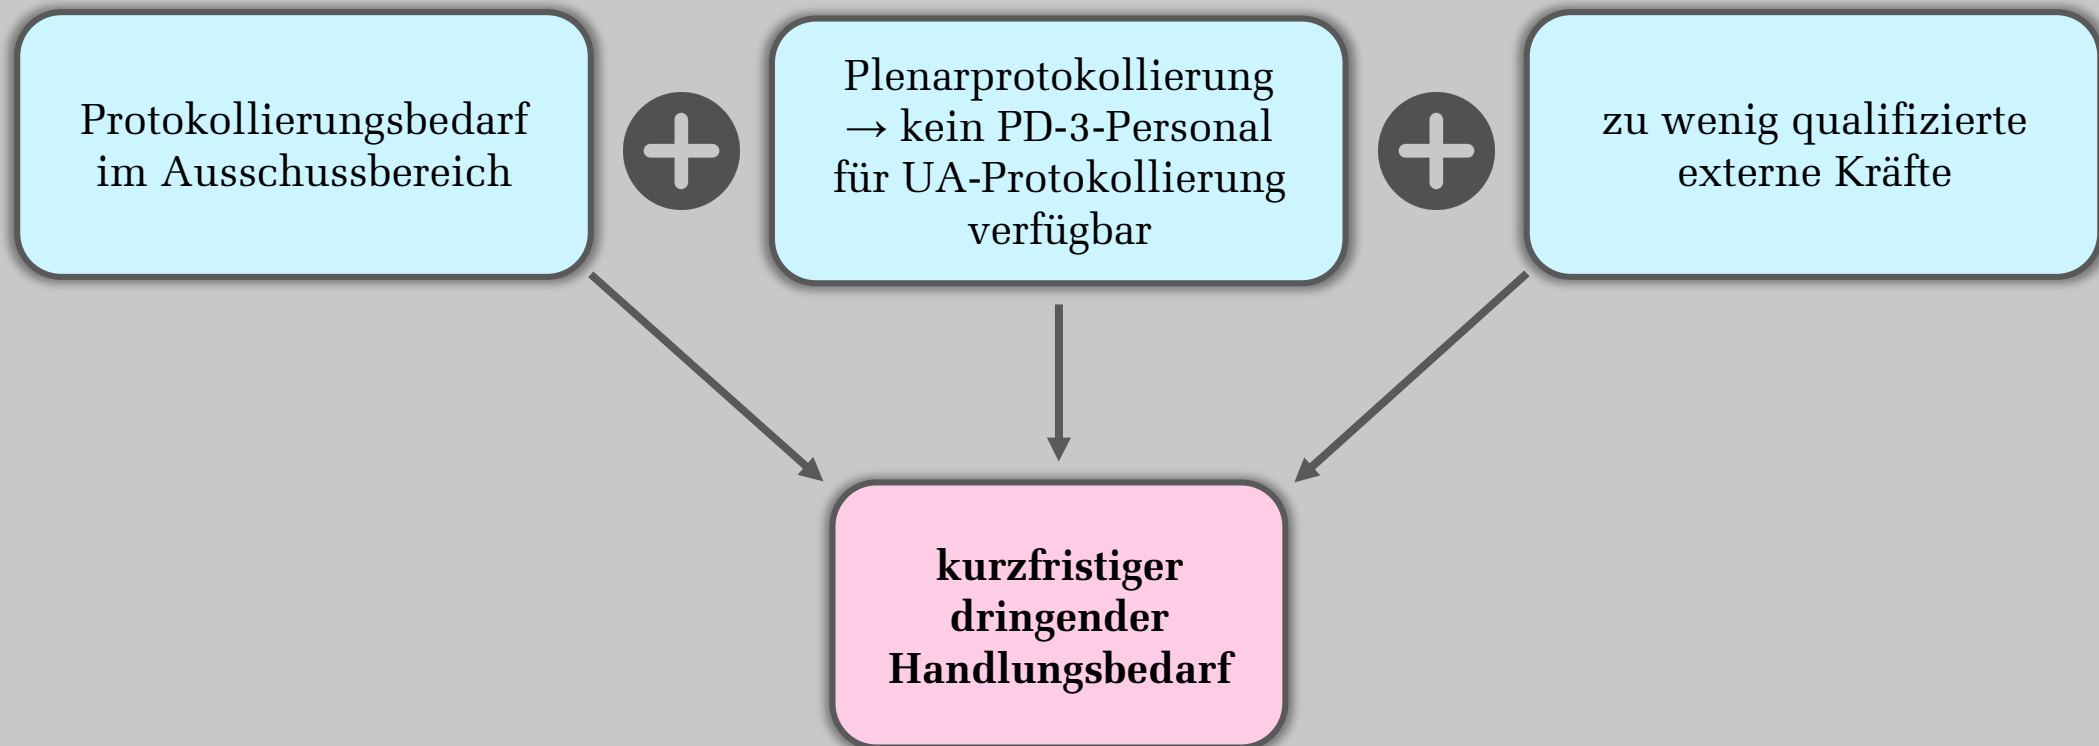 Protokollierungsbedarf
im Ausschussbereich
Plenarprotokollierung
→ kein PD-3-Personal
für UA-Protokollierung
verfügbar
zu wenig qualifizierte
externe Kräfte
kurzfristiger
dringender
Handlungsbedarf